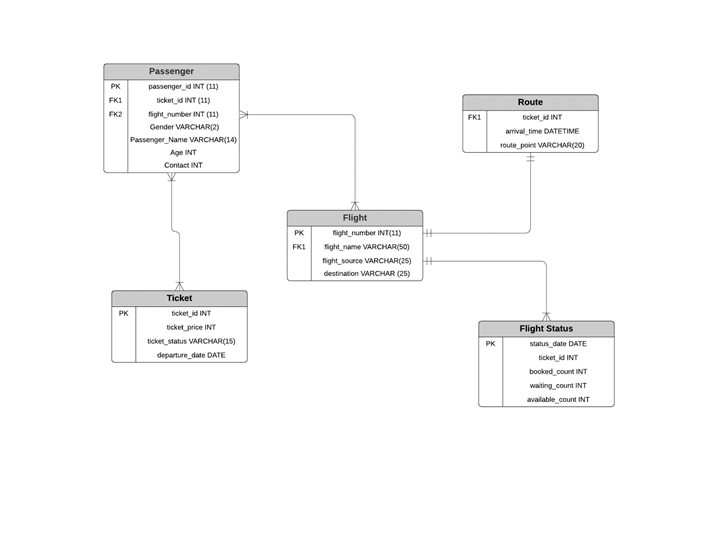 Passenger
PK passenger_id INT (11)
FK1 ticket_id INT (11)
FK2 flight_number INT (11)
Gender VARCHAR(2)
Passenger_Name VARCHAR(14)
Age INT
Contact INT
Route
FK1 ticket_id INT
arrival_time DATETIME
route_point VARCHAR(20)
Flight
PK flight_number INT(11)
FK1 flight_name VARCHAR(50)
flight_source VARCHAR(25)
destination VARCHAR (25)
Ticket
PK ticket_id INT
ticket_price INT
ticket_status VARCHAR(15)
departure_date DATE
Flight Status
PK status_date DATE
ticket_id INT
booked_count INT
waiting_count INT
available_count INT